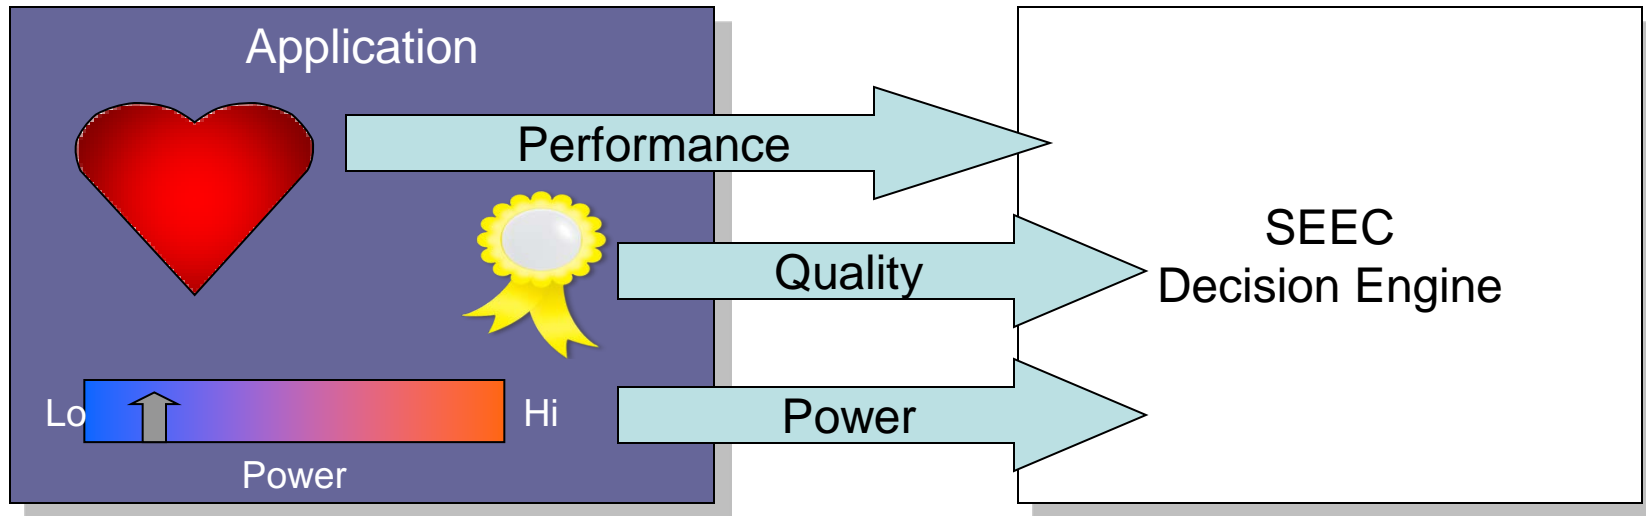 Application
Performance
Quality
SEEC
Decision Engine
Lo
Hi
Power
Power